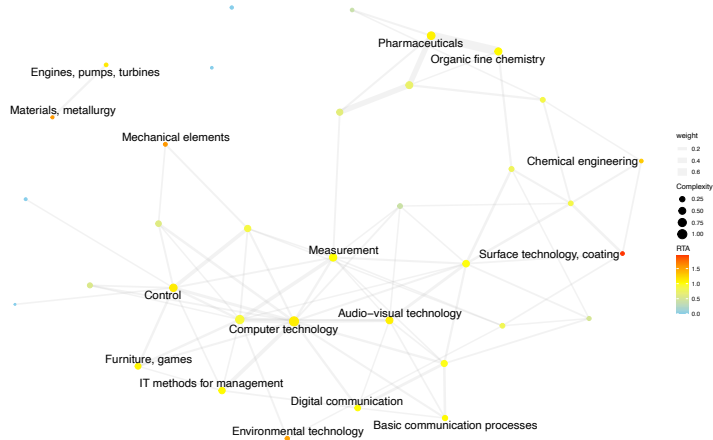 Pharmaceuticals
Organic fine chemistry
Engines, pumps, turbines
Materials, metallurgy
Mechanical elements
Chemical engineering
Measurement
Surface technology, coating
Control
Audio−visual technology
Computer technology
Furniture, games
IT methods for management
Digital communication
Basic communication processes
Environmental technology
weight
0.2
0.4
0.6
Complexity
0.25
0.50
0.75
1.00
RTA
1.5
1.0
0.5
0.0